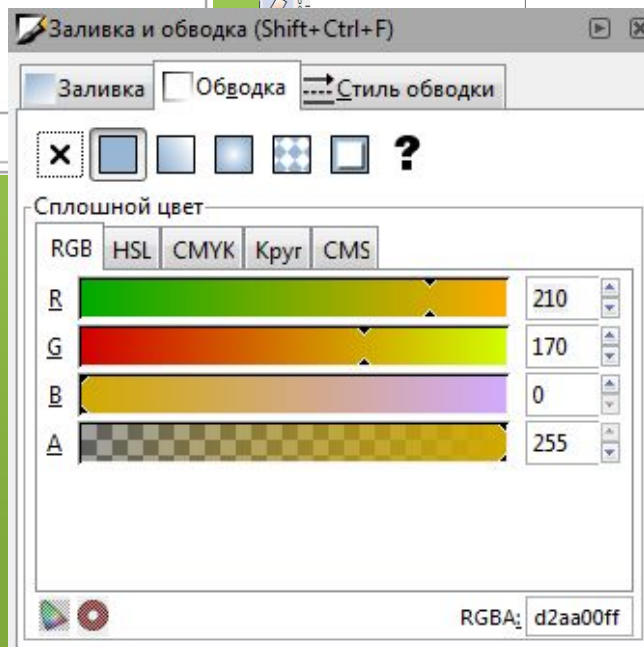 Заливка и обводка (Shift+Ctrl+F)
Заливка Обводка Стиль обводки
?
Сплошной цвет
RGB HSL CMYK Круг CMS
R 210
G 170
B 0
A 255
RGBA: d2aa00ff